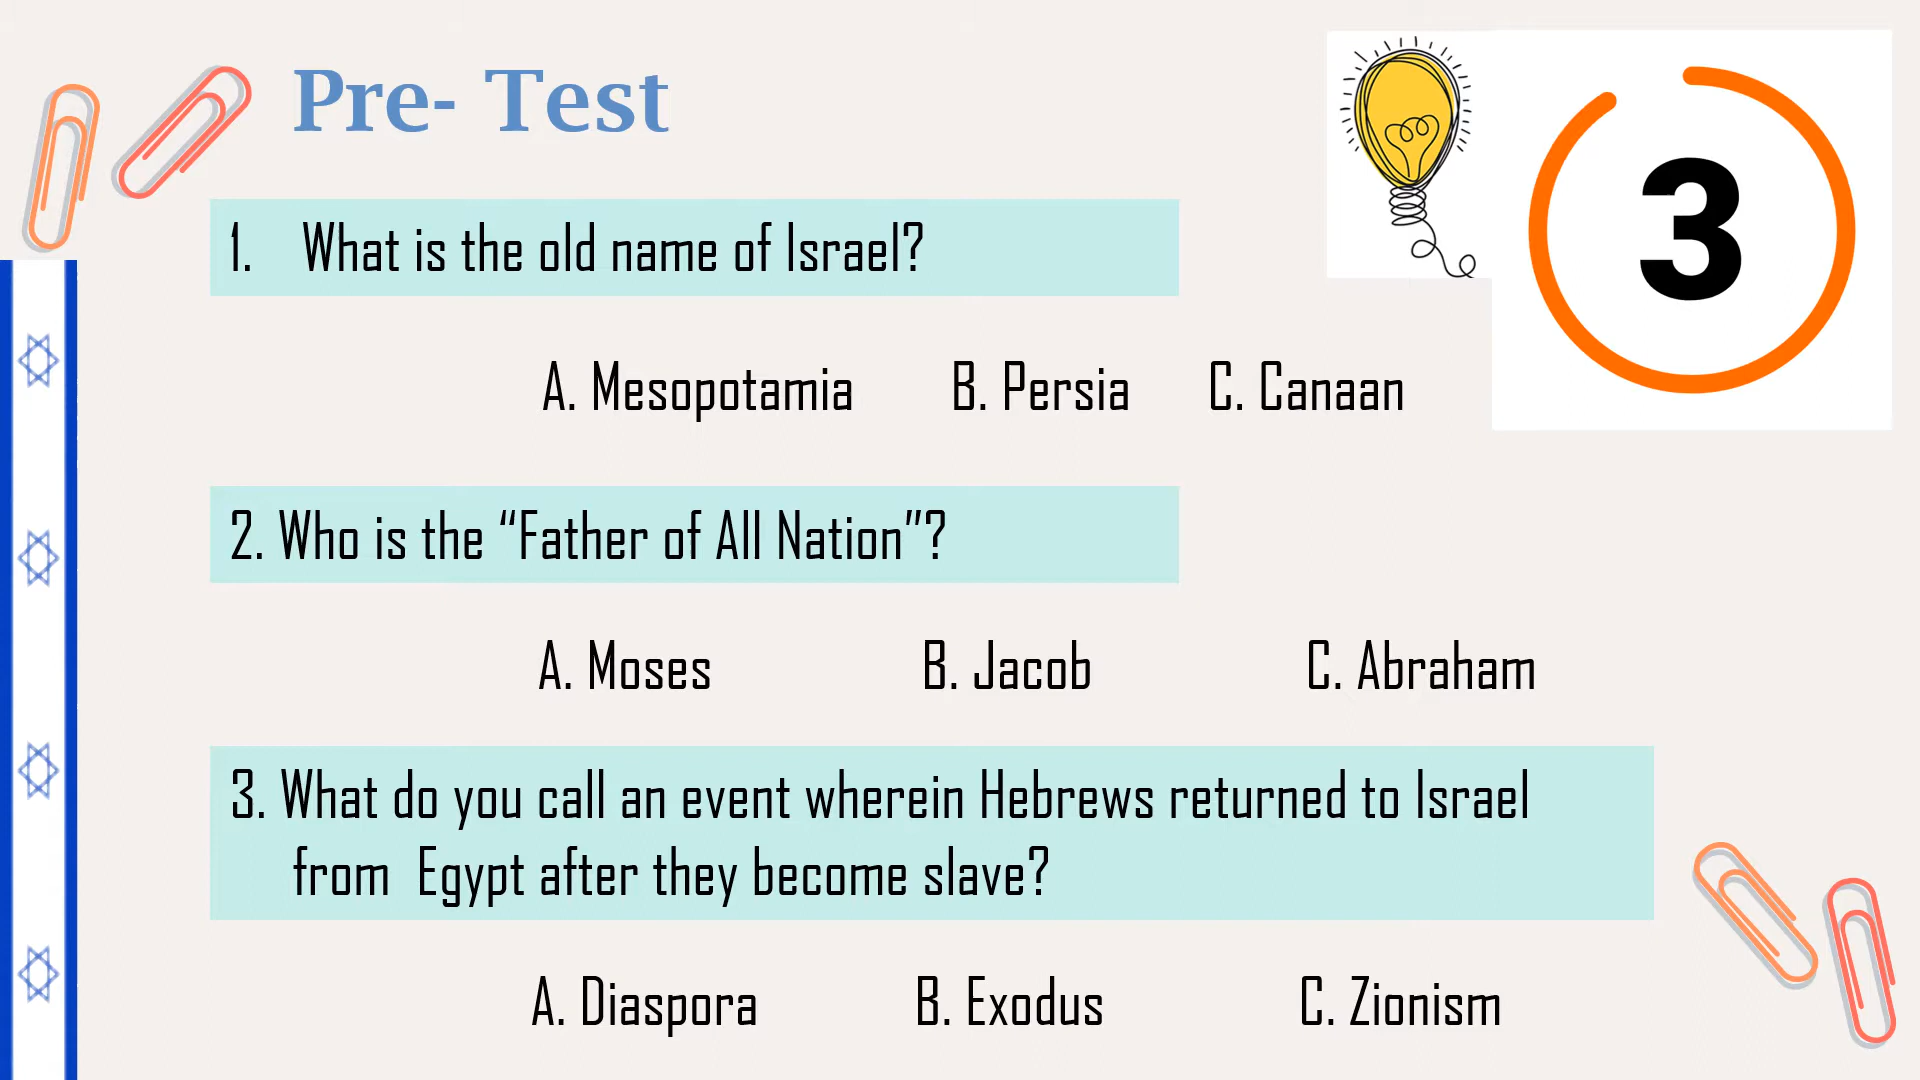 Pre- Test
3
1. What is the old name of Israel?
A. Mesopotamia B. Persia C. Canaan
2. Who is the “Father of All Nation”?
A. Moses B. Jacob C. Abraham
3. What do you call an event wherein Hebrews returned to Israel
from Egypt after they become slave?
A. Diaspora B. Exodus C. Zionism